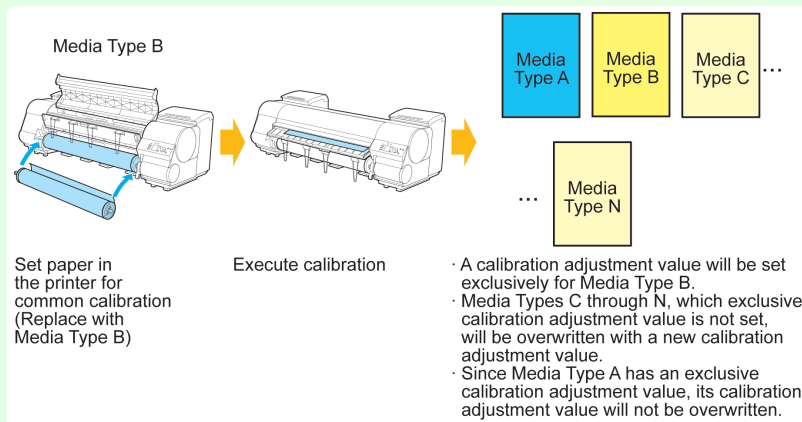 Media Type B
Media
Type A
Media
Type B
Media
Type C
...
...
Media
Type N
Set paper in
the printer for
common calibration
(Replace with
Media Type B)
Execute calibration
· A calibration adjustment value will be set
exclusively for Media Type B.
· Media Types C through N, which exclusive
calibration adjustment value is not set,
will be overwritten with a new calibration
adjustment value.
· Since Media Type A has an exclusive
calibration adjustment value, its calibration
adjustment value will not be overwritten.